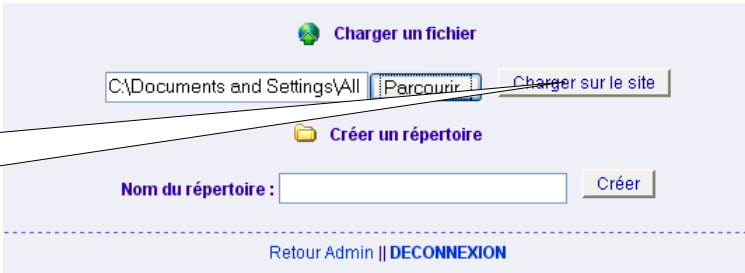 Charger un fichier
C:\Documents and Settings\All Parcourir... Charger sur le site
Créer un répertoire
Nom du répertoire : Créer
Retour Admin || DECONNEXION